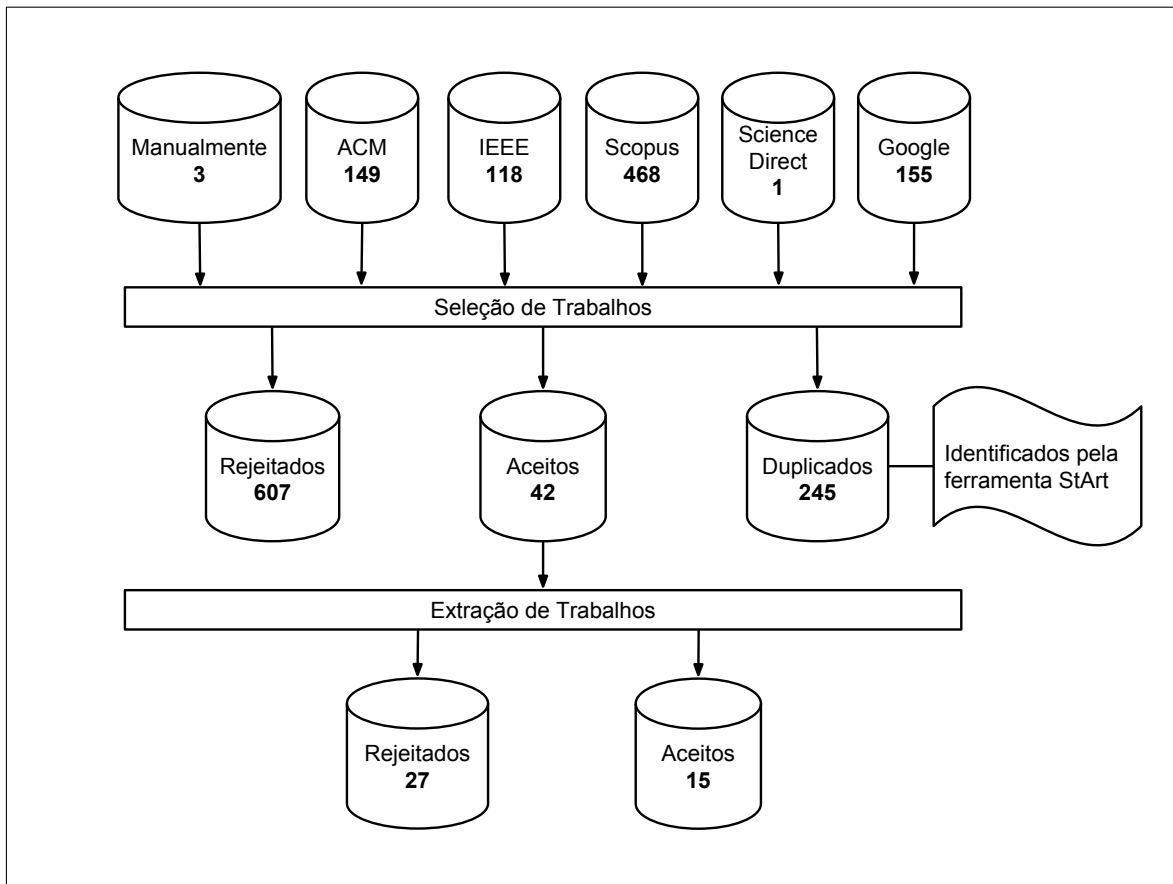 Manualmente
3
ACM
149
IEEE
118
Scopus
468
Science
Direct
1
Google
155
Seleção de Trabalhos
Rejeitados
607
Aceitos
42
Duplicados
245
Identificados pela
ferramenta StArt
Extração de Trabalhos
Rejeitados
27
Aceitos
15